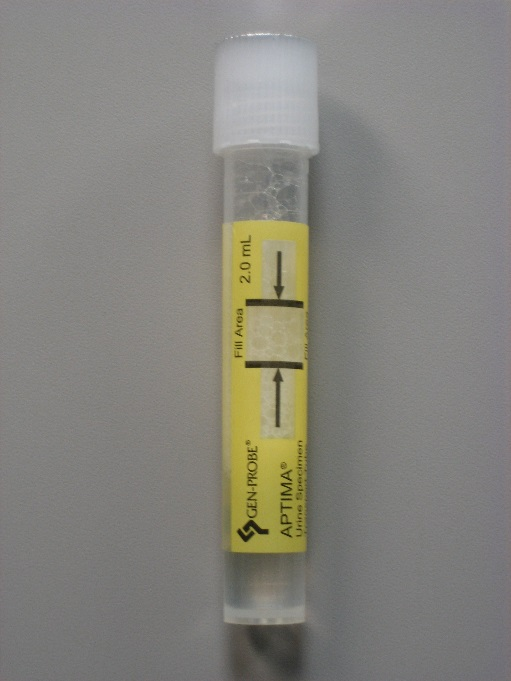 Fill Area
2.0 mL
GEN-PROBE®
APTIMA®
Urine Specimen